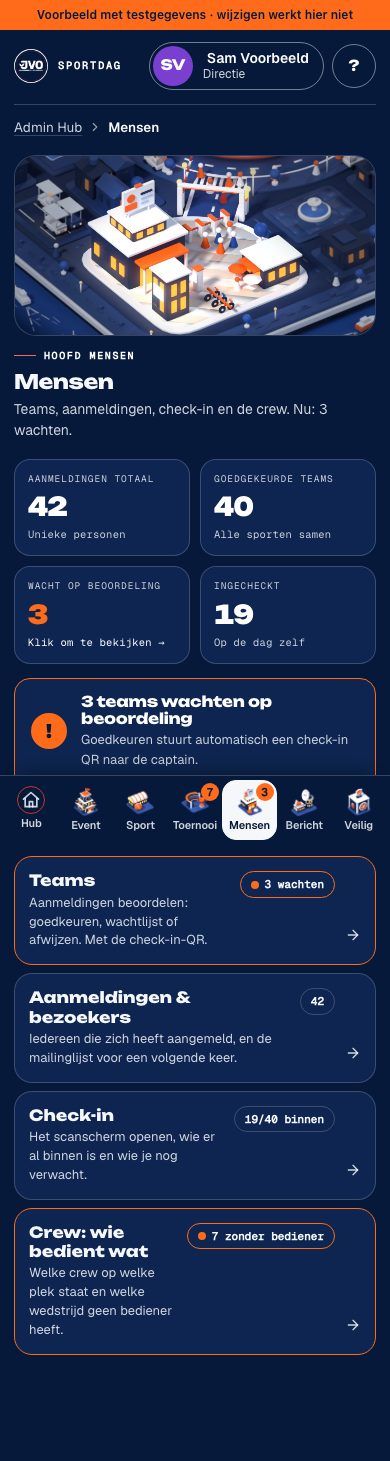 Voorbeeld met testgegevens · wijzigen werkt hier niet
JVO
SPORTDAG
SV
Sam Voorbeeld
Directie
?
Admin Hub > Mensen
HOOFD MENSEN
Mensen
Teams, aanmeldingen, check-in en de crew. Nu: 3
wachten.
AANMELDINGEN TOTAAL
42
Unieke personen
GOEDGEKEURDE TEAMS
40
Alle sporten samen
WACHT OP BEOORDELING
3
Klik om te bekijken →
INGECHECKT
19
Op de dag zelf
!
3 teams wachten op
beoordeling
Goedkeuren stuurt automatisch een check-in
QR naar de captain.
Hub
Event
Sport
7
Toernooi
3
Mensen
Bericht
Veilig
Teams
3 wachten
Aanmeldingen beoordelen:
goedkeuren, wachtlijst of
afwijzen. Met de check-in-QR.
→
Aanmeldingen &
bezoekers
42
Iedereen die zich heeft aangemeld, en de
mailinglijst voor een volgende keer.
→
Check-in
19/40 binnen
Het scanscherm openen, wie er
al binnen is en wie je nog
verwacht.
→
Crew: wie
bedient wat
7 zonder bediener
Welke crew op welke
plek staat en welke
wedstrijd geen bediener
heeft.
→